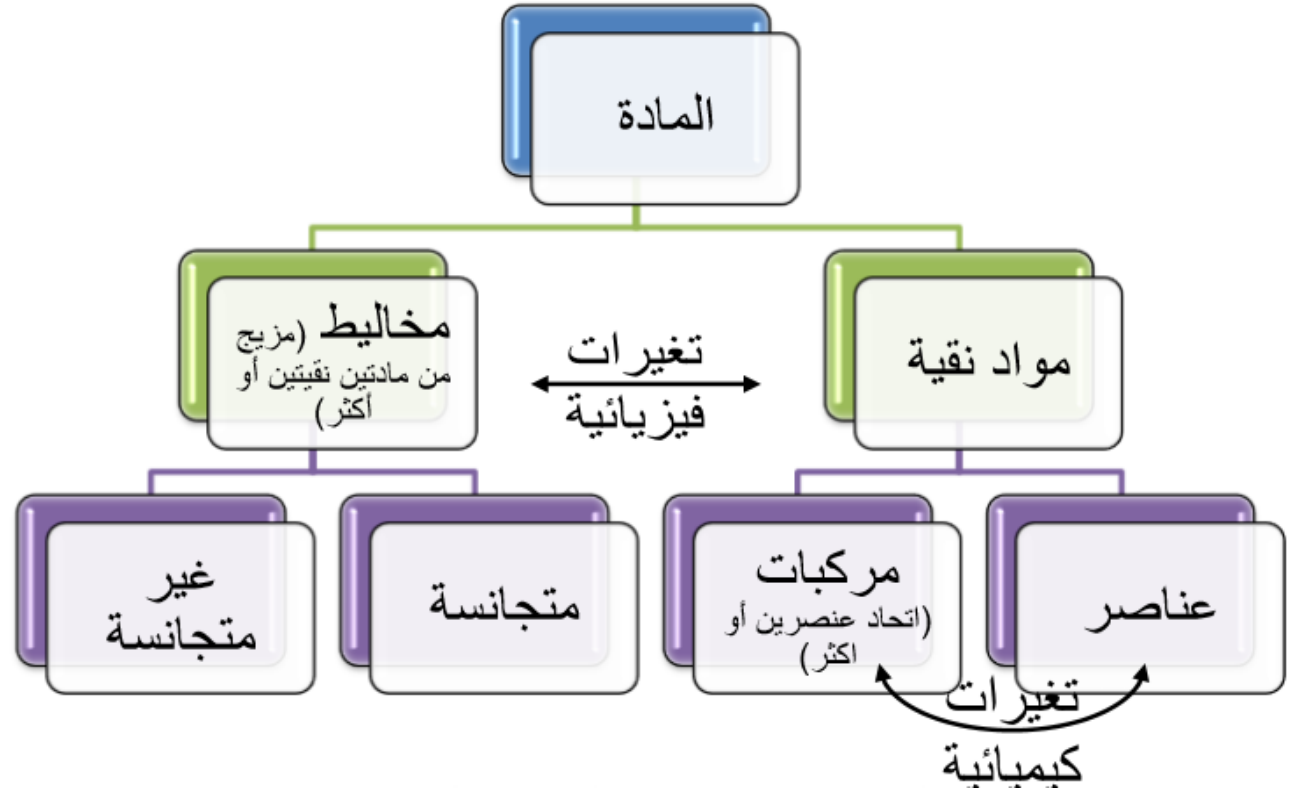 المادة
مواد نقية
تغيرات
فيزيائية
مخاليط (مزيج
من مادتين نقيتين أو
أكثر)
عناصر
مركبات
(اتحاد عنصرين أو
اكثر)
متجانسة
غير
متجانسة
تغيرات
كيميائية